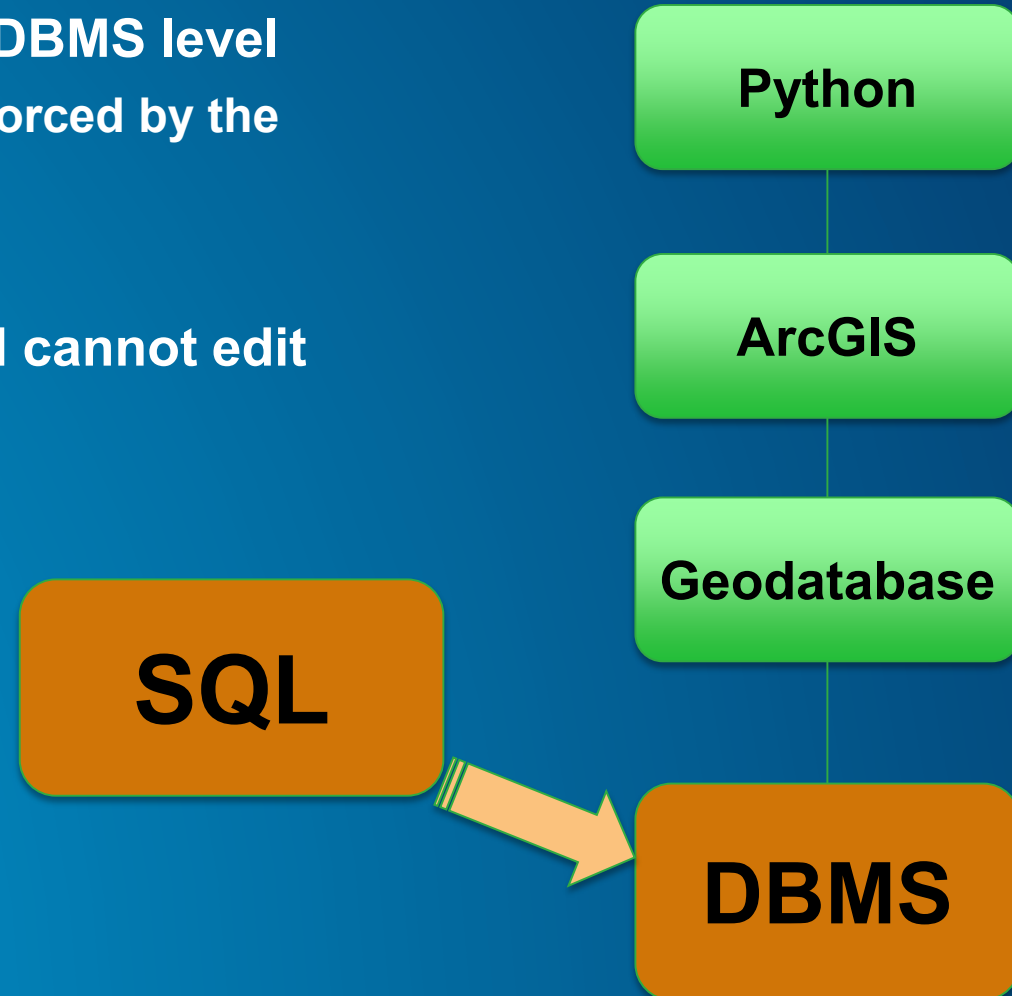 DBMS level
orced by the
cannot edit
Python
ArcGIS
Geodatabase
SQL
DBMS